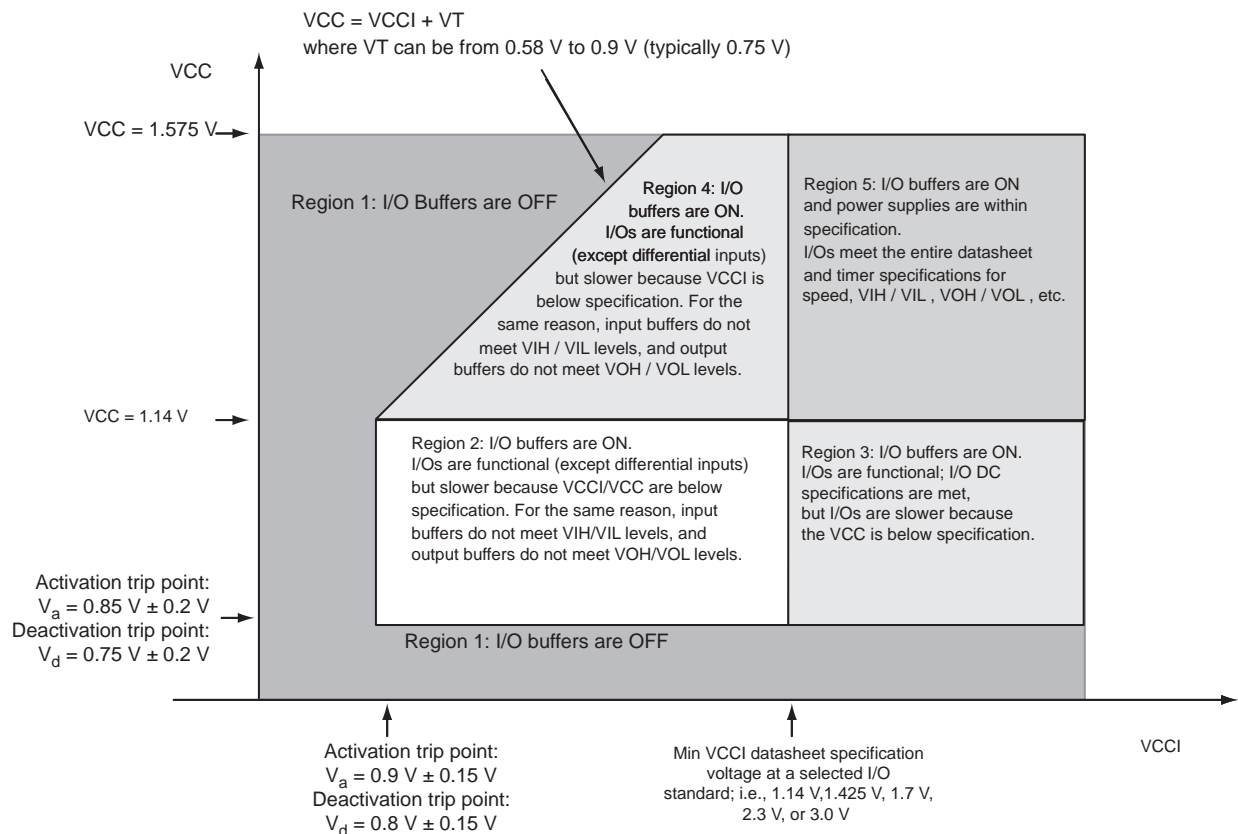 VCC = VCCI + VT
where VT can be from 0.58 V to 0.9 V (typically 0.75 V)
VCC
VCC = 1.575 V
Region 1: I/O Buffers are OFF
Region 4: I/O
buffers are ON.
I/Os are functional
(except differential inputs)
but slower because VCCI is
below specification. For the
same reason, input buffers do not
meet VIH / VIL levels, and output
buffers do not meet VOH / VOL levels.
Region 5: I/O buffers are ON
and power supplies are within
specification.
I/Os meet the entire datasheet
and timer specifications for
speed, VIH / VIL , VOH / VOL , etc.
VCC = 1.14 V
Region 2: I/O buffers are ON.
I/Os are functional (except differential inputs)
but slower because VCCI/VCC are below
specification. For the same reason, input
buffers do not meet VIH/VIL levels, and
output buffers do not meet VOH/VOL levels.
Region 3: I/O buffers are ON.
I/Os are functional; I/O DC
specifications are met,
but I/Os are slower because
the VCC is below specification.
Activation trip point:
Va = 0.85 V ± 0.2 V
Deactivation trip point:
Vd = 0.75 V ± 0.2 V
Region 1: I/O buffers are OFF
Activation trip point:
Va = 0.9 V ± 0.15 V
Deactivation trip point:
Vd = 0.8 V ± 0.15 V
Min VCCI datasheet specification
voltage at a selected I/O
standard; i.e., 1.14 V,1.425 V, 1.7 V,
2.3 V, or 3.0 V
VCCI